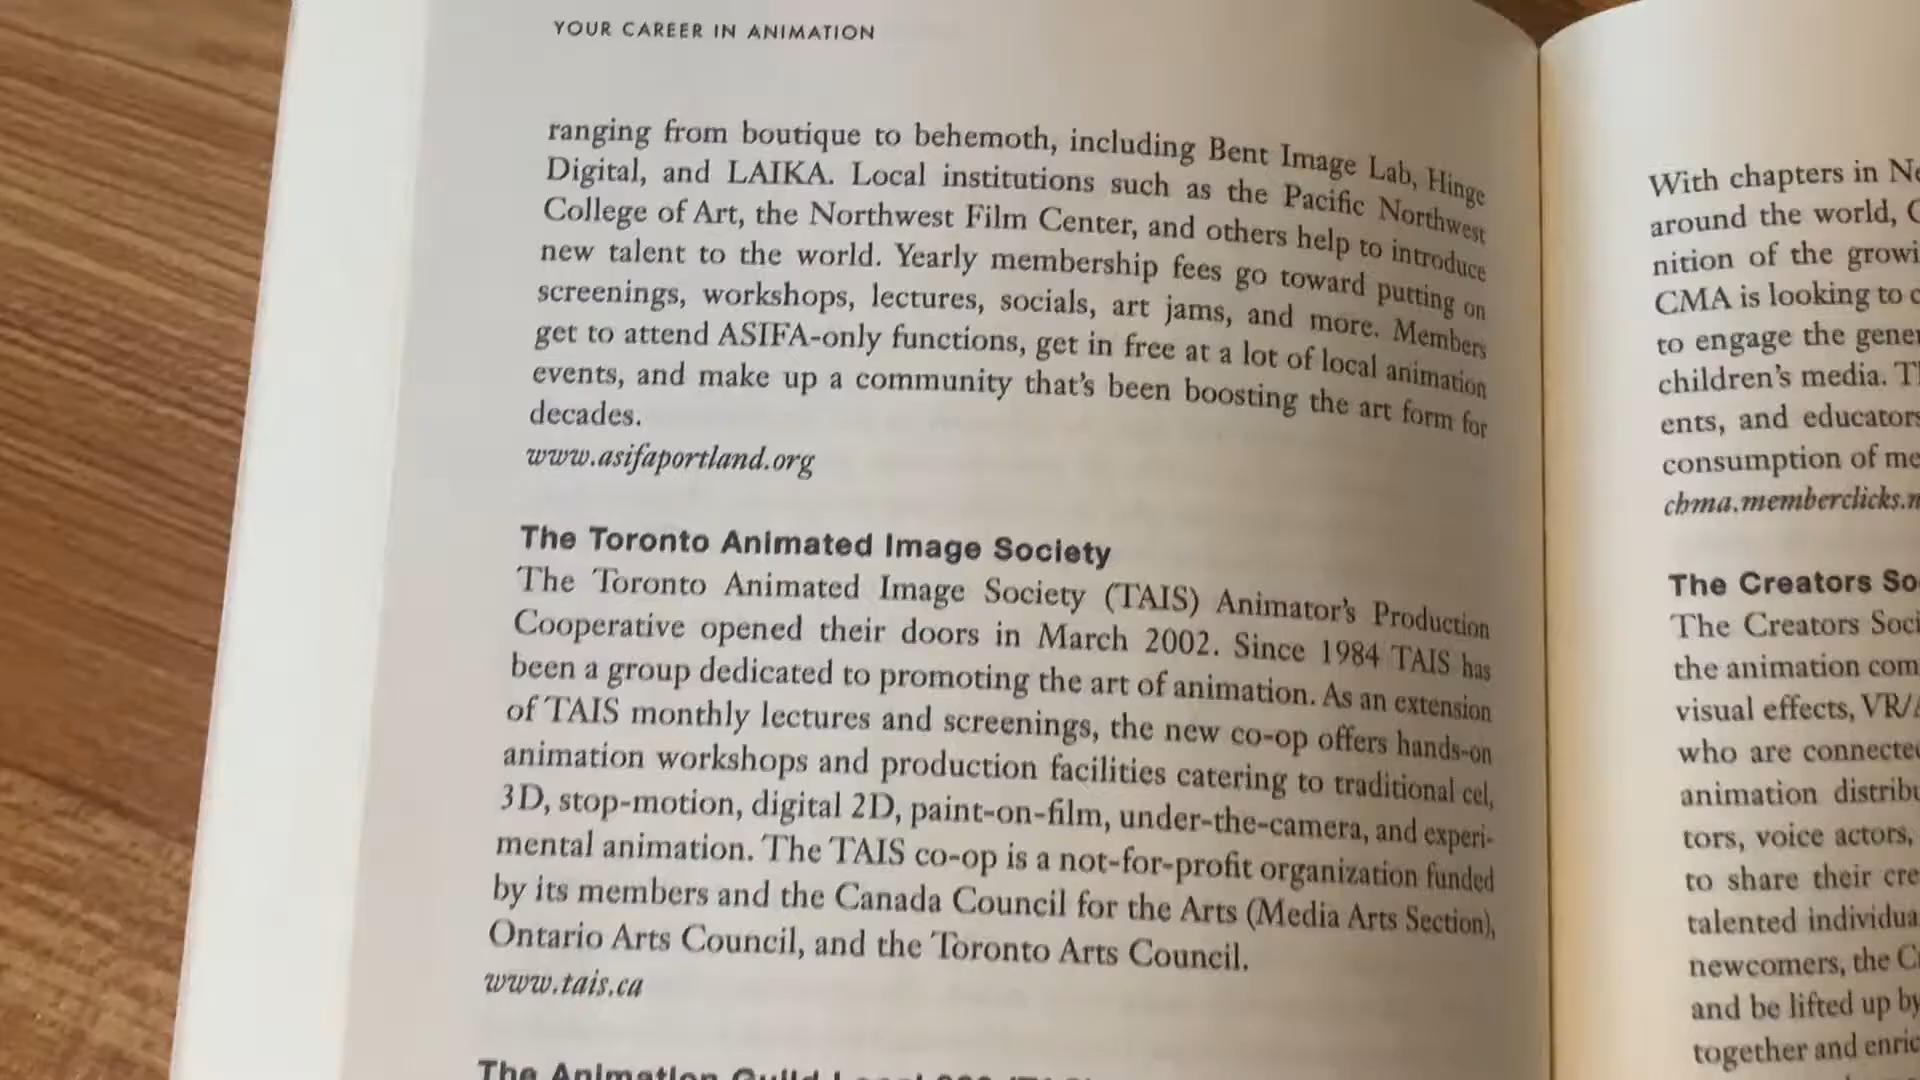 YOUR CAREER IN ANIMATION
ranging from boutique to behemoth, including Bent Image Lab, Hinge
Digital, and LAIKA. Local institutions such as the Pacific Northwest
College of Art, the Northwest Film Center, and others help to introduce
new talent to the world. Yearly membership fees go toward putting on
screenings, workshops, lectures, socials, art jams, and more. Members
get to attend ASIFA-only functions, get in free at a lot of local animation
events, and make up a community that's been boosting the art form for
decades.
www.asifaportland.org
The Toronto Animated Image Society
The Toronto Animated Image Society (TAIS) Animator's Production
Cooperative opened their doors in March 2002. Since 1984 TAIS has
been a group dedicated to promoting the art of animation. As an extension
of TAIS monthly lectures and screenings, the new co-op offers hands-on
animation workshops and production facilities catering to traditional cel,
3D, stop-motion, digital 2D, paint-on-film, under-the-camera, and experi-
mental animation. The TAIS co-op is a not-for-profit organization funded
by its members and the Canada Council for the Arts (Media Arts Section),
Ontario Arts Council, and the Toronto Arts Council.
www.tais.ca
The Animation Guild Local
With chapters in
around the world,
nition of the
CMA is looking to
to engage the
children's media.
ents, and
consumption of
The Creators
The Creators
the animation
visual effects,
who are
animation
tors, voice actors,
to share their
talented
newcomers, the
and be lifted up by
together and